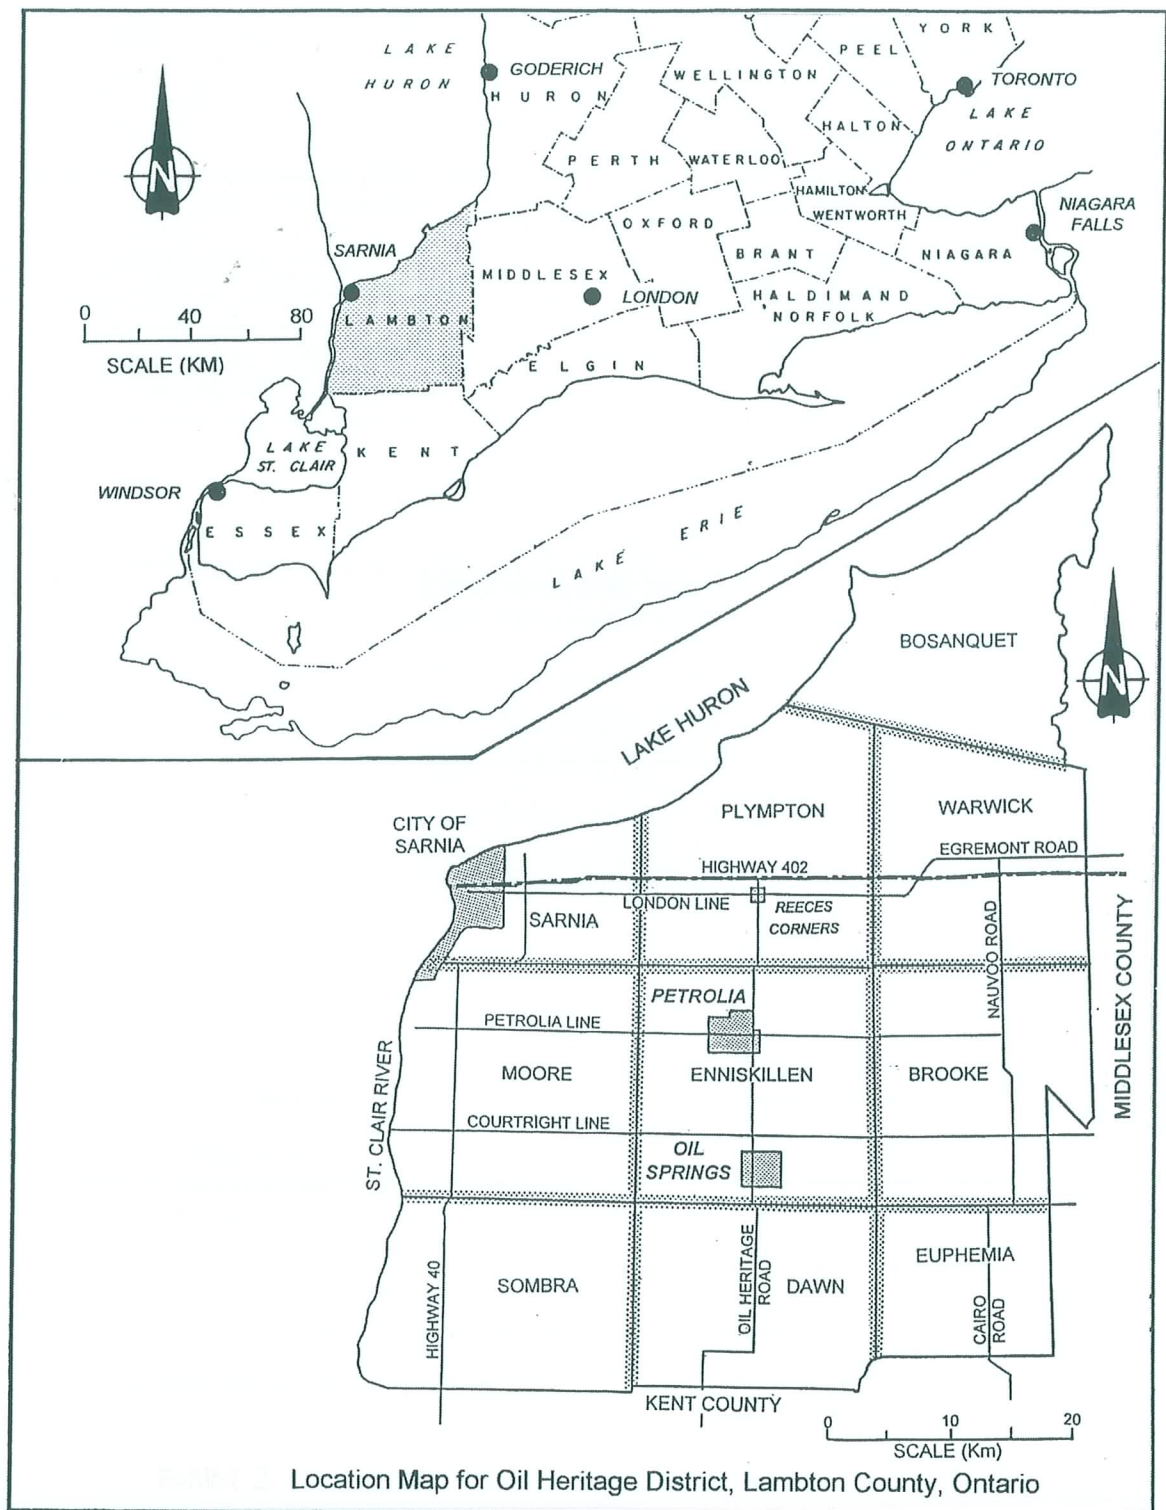 YORK
LAKE
HURON
PEEL
GODERICH
HURON
WELLINGTON
TORONTO
LAKE
ONTARIO
HALTON
N
PERTH
WATERLOO
HAMILTON
WENTWORTH
NIAGARA
FALLS
OXFORD
SARNIA
BRANT
NIAGARA
MIDDLESEX
LONDON
HALDIMAND
NORFOLK
0 40 80
SCALE (KM)
LAMBTON
ELGIN
LAKE
ST. CLAIR
KENT
WINDSOR
ESSEX
LAKE ERIE
BOSANQUET
N
LAKE HURON
PLYMPTON
WARWICK
CITY OF
SARNIA
EGREMONT ROAD
HIGHWAY 402
LONDON LINE
REECES
CORNERS
SARNIA
NAUVOO ROAD
MIDDLESEX COUNTY
PETROLIA
PETROLIA LINE
MOORE
ENNISKILLEN
BROOKE
ST. CLAIR RIVER
COURTRIGHT LINE
OIL
SPRINGS
EUPHEMIA
HIGHWAY 40
SOMBRA
OIL HERITAGE
ROAD
DAWN
CAIRO
ROAD
KENT COUNTY
0 10 20
SCALE (Km)
Location Map for Oil Heritage District, Lambton County, Ontario